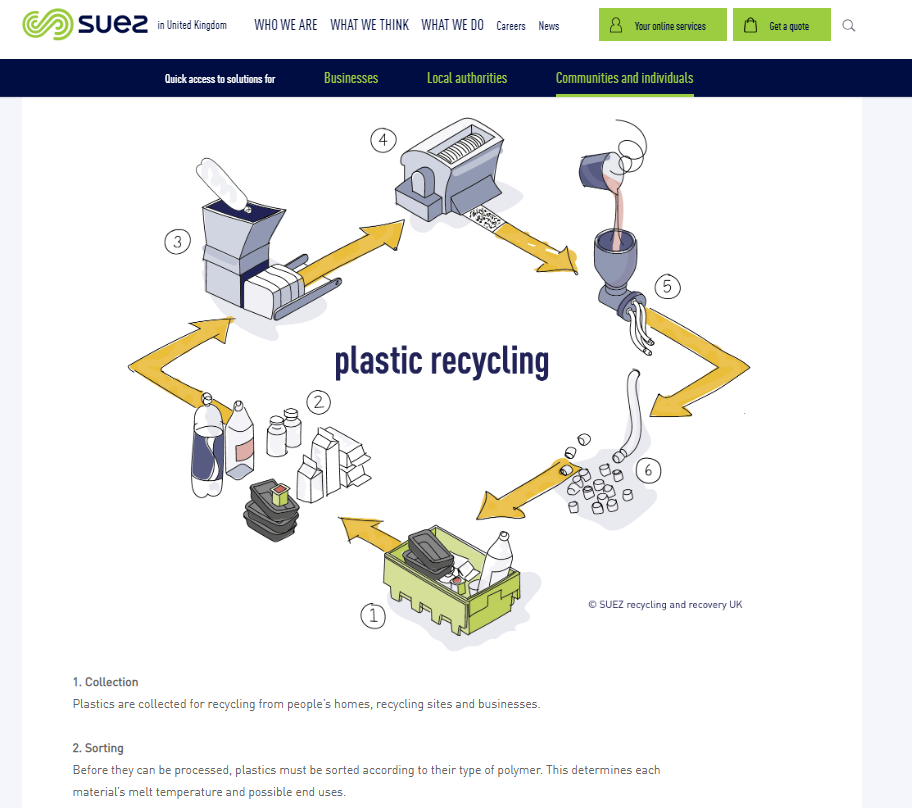 suez in United Kingdom WHO WE ARE WHAT WE THINK WHAT WE DO Careers News Your online services Get a quote
Quick access to solutions for Businesses Local authorities Communities and individuals
4
3
5
plastic recycling
2
6
1
© SUEZ recycling and recovery UK
1. Collection
Plastics are collected for recycling from people's homes, recycling sites and businesses.
2. Sorting
Before they can be processed, plastics must be sorted according to their type of polymer. This determines each
material's melt temperature and possible end uses.